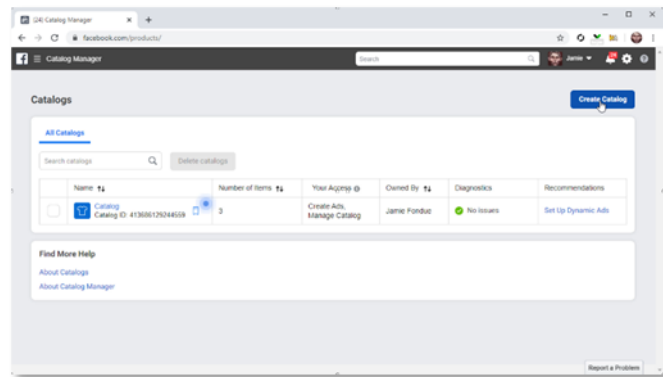 (24) Catalog Manager
facebook.com/products/
Catalog Manager
Search
Jamie
Catalogs
Create Catalog
All Catalogs
Search catalogs
Delete catalogs
Name
Number of Items
Your Access
Owned By
Diagnostics
Recommendations
Catalog
Catalog ID: 413686129244559
3
Create Ads,
Manage Catalog
Jamie Fondue
No issues
Set Up Dynamic Ads
Find More Help
About Catalogs
About Catalog Manager
Report a Problem